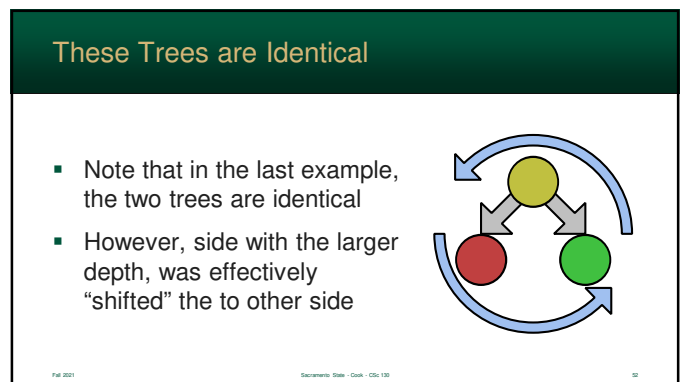 These Trees are Identical
▪ Note that in the last example,
the two trees are identical
▪ However, side with the larger
depth, was effectively
“shifted” the to other side
Fall 2021 Sacramento State - Cook - CSc 130 52